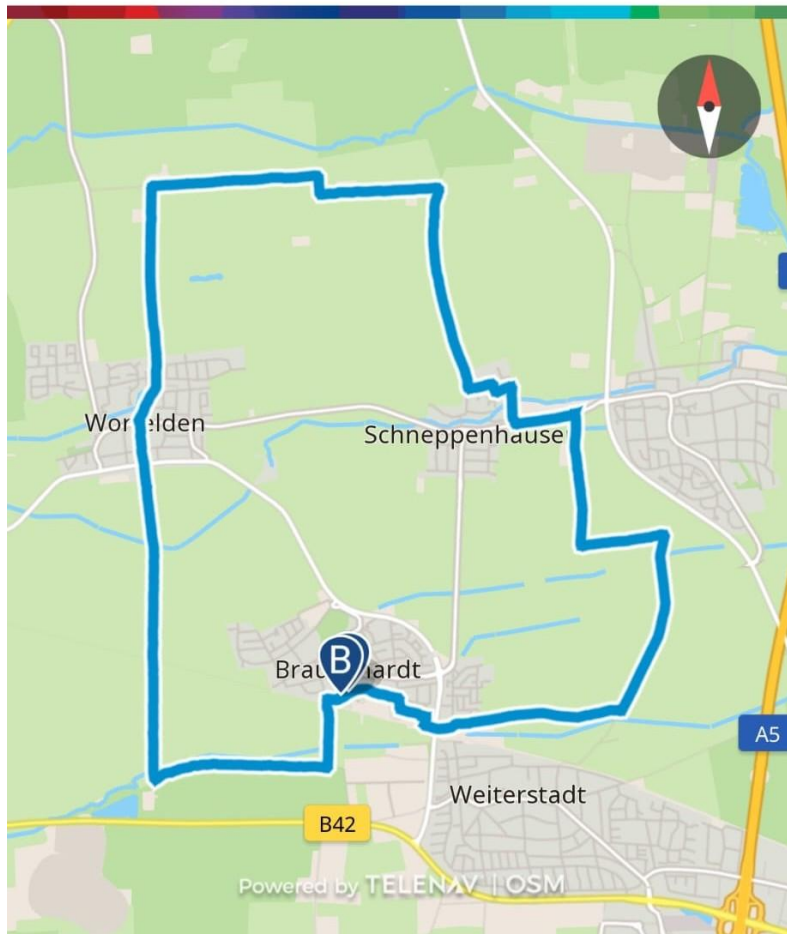 Wor elden
Schneppenhause
B
Brau hardt
A5
Weiterstadt
B42
Powered by TELENAV | OSM